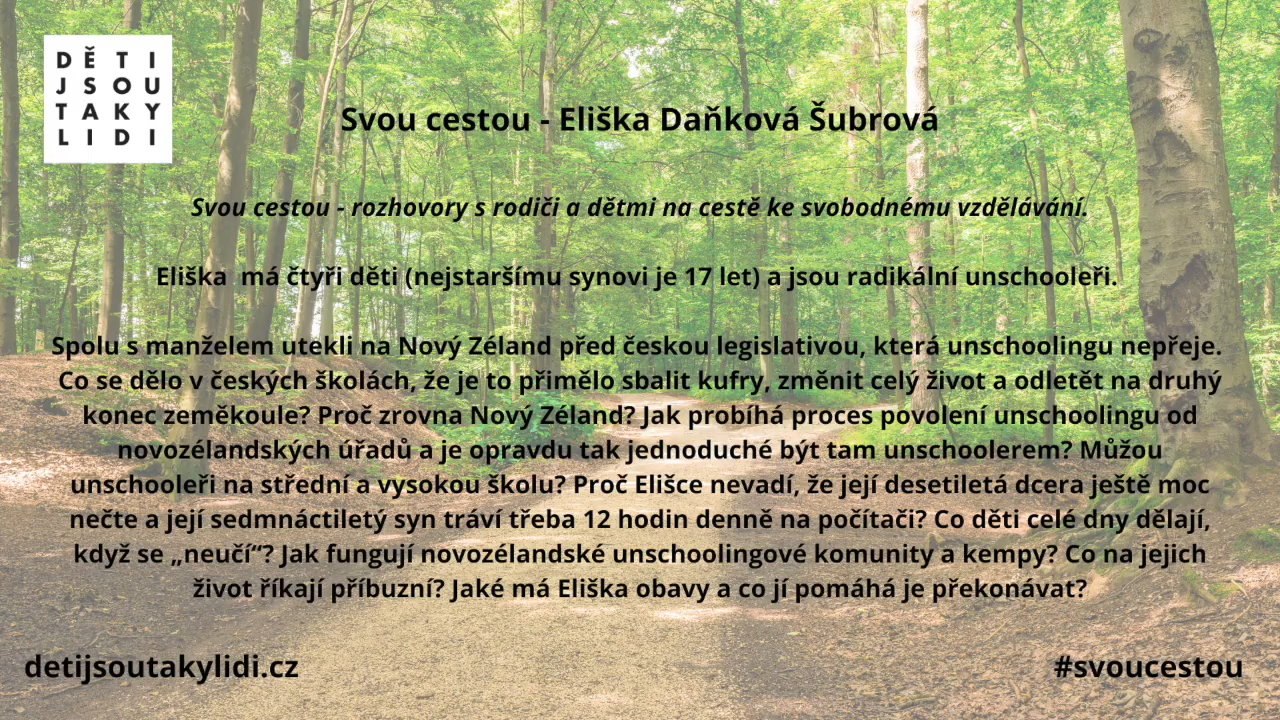 DĚTI
JSOU
TAKY
LIDI
Svou cestou - Eliška Daňková Šubrová
Svou cestou - rozhovory s rodiči a dětmi na cestě ke svobodnému vzdělávání.
Eliška  má čtyři děti (nejstaršímu synovi je 17 let) a jsou radikální unschooleři.
Spolu s manželem utekli na Nový Zéland před českou legislativou, která unschoolingu nepřeje.
Co se dělo v českých školách, že je to přimělo sbalit kufry, změnit celý život a odletět na druhý
konec zeměkoule? Proč zrovna Nový Zéland? Jak probíhá proces povolení unschoolingu od
novozélandských úřadů a je opravdu tak jednoduché být tam unschoolerem? Můžou
unschooleři na střední a vysokou školu? Proč Elišce nevadí, že její desetiletá dcera ještě moc
nečte a její sedmnáctiletý syn tráví třeba 12 hodin denně na počítači? Co děti celé dny dělají,
když se „neučí“? Jak fungují novozélandské unschoolingové komunity a kempy? Co na jejich
život říkají příbuzní? Jaké má Eliška obavy a co jí pomáhá je překonávat?
detijsoutakylidi.cz
#svoucestou